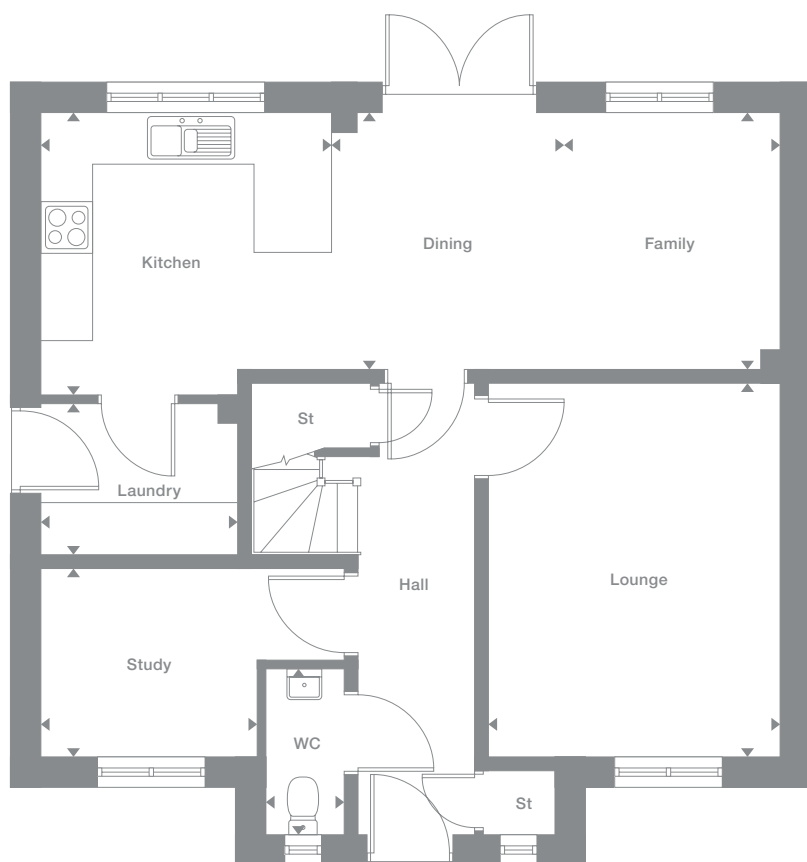 Kitchen
Dining
Family
St
Laundry
Hall
Lounge
Study
WC
St